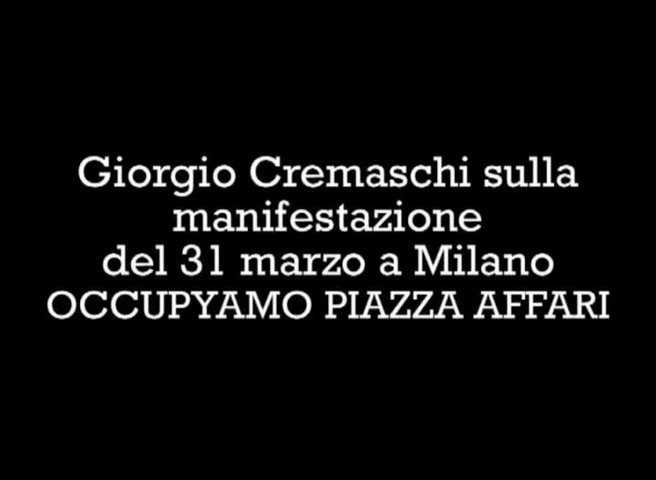 Giorgio Cremaschi sulla
manifestazione
del 31 marzo a Milano
OCCUPYAMO PIAZZA AFFARI